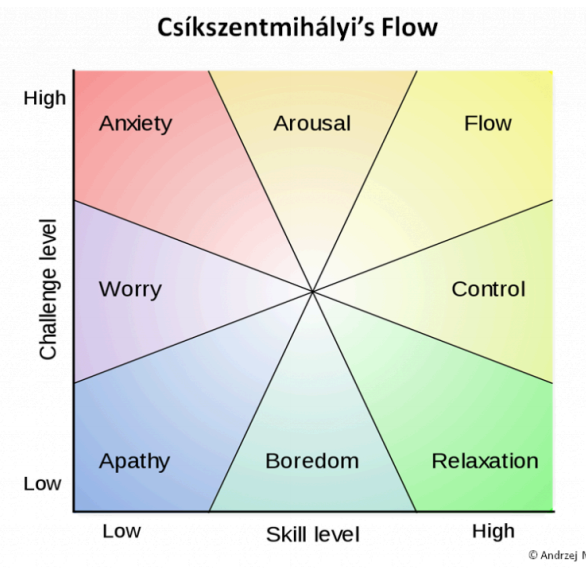 Csíkszentmihályi's Flow
High
Anxiety
Arousal
Flow
Challenge level
Worry
Control
Apathy
Boredom
Relaxation
Low
Low
Skill level
High
© Andrzej